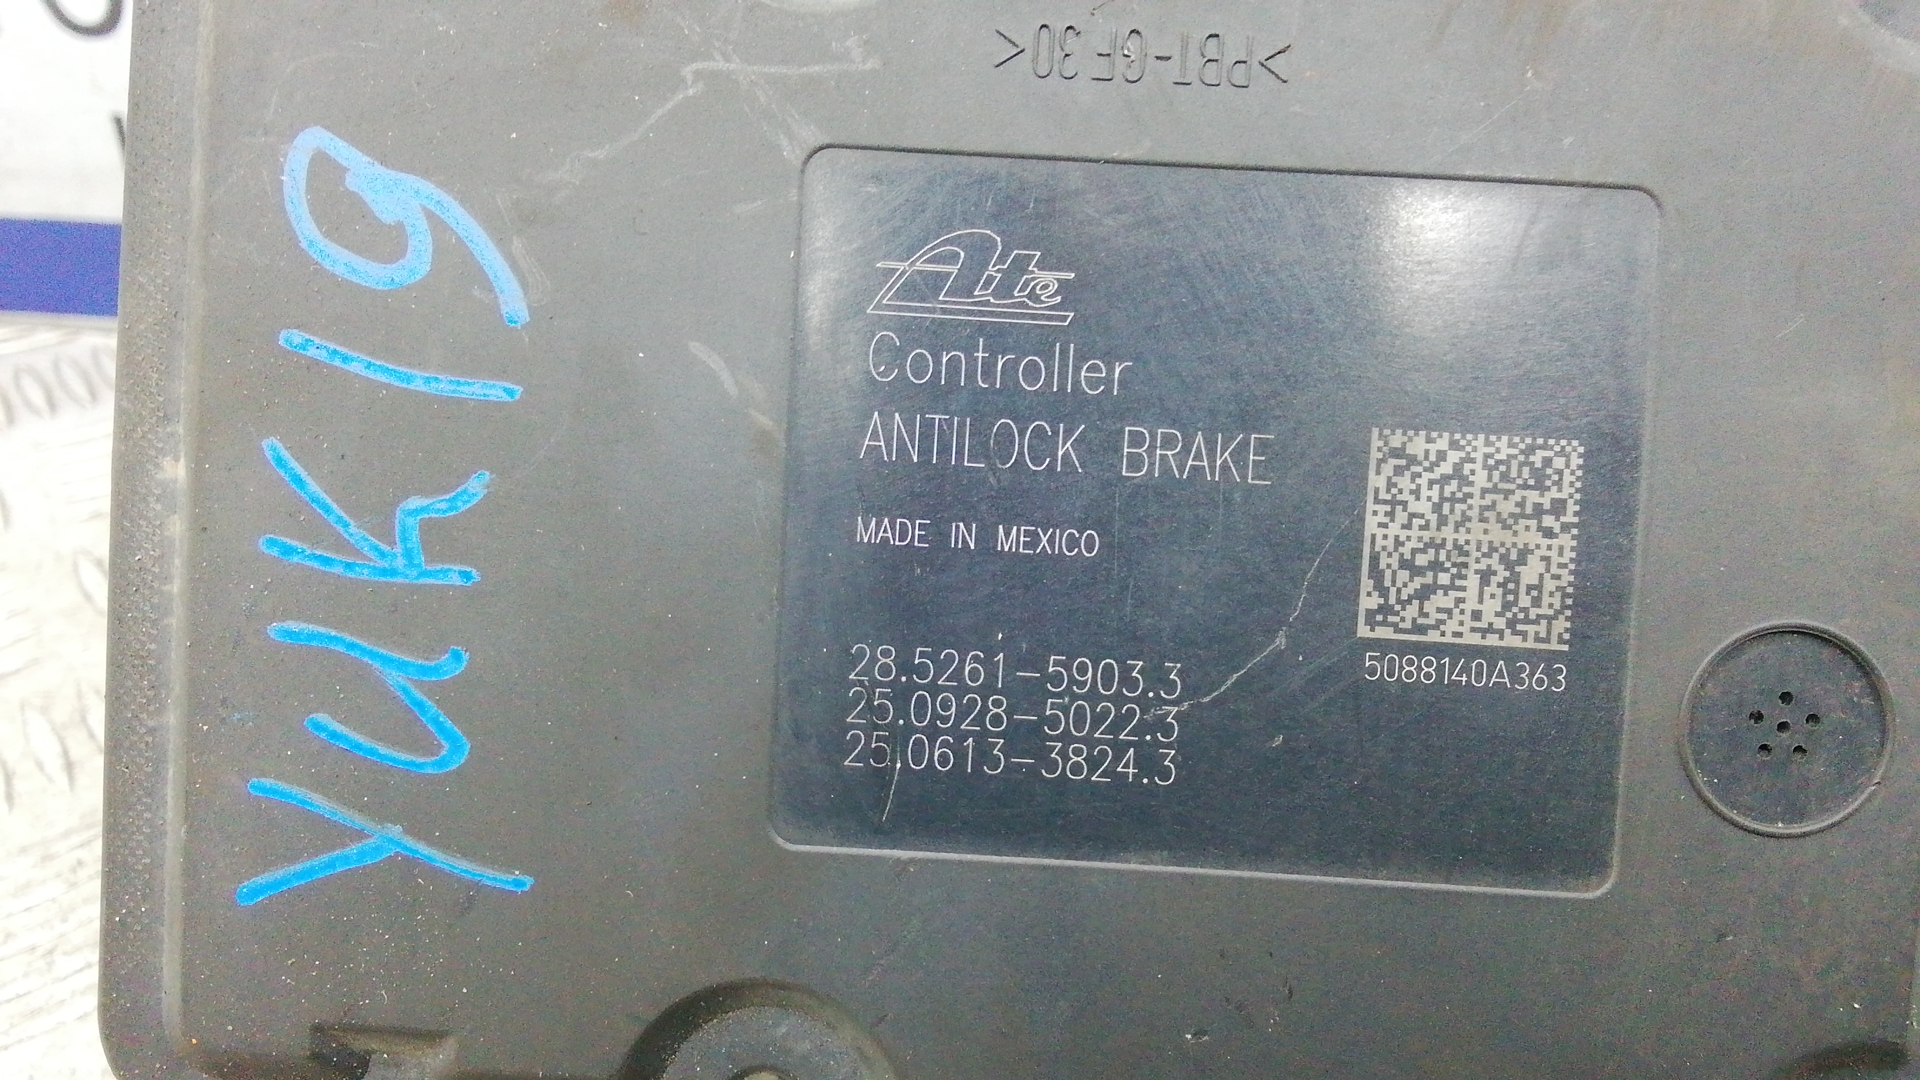 >PBT-GF30<
Ate
Controller
ANTILOCK BRAKE
MADE IN MEXICO
28.5261-5903.3
25.0928-5022.3
25.0613-3824.3
5088140A363
YUK19